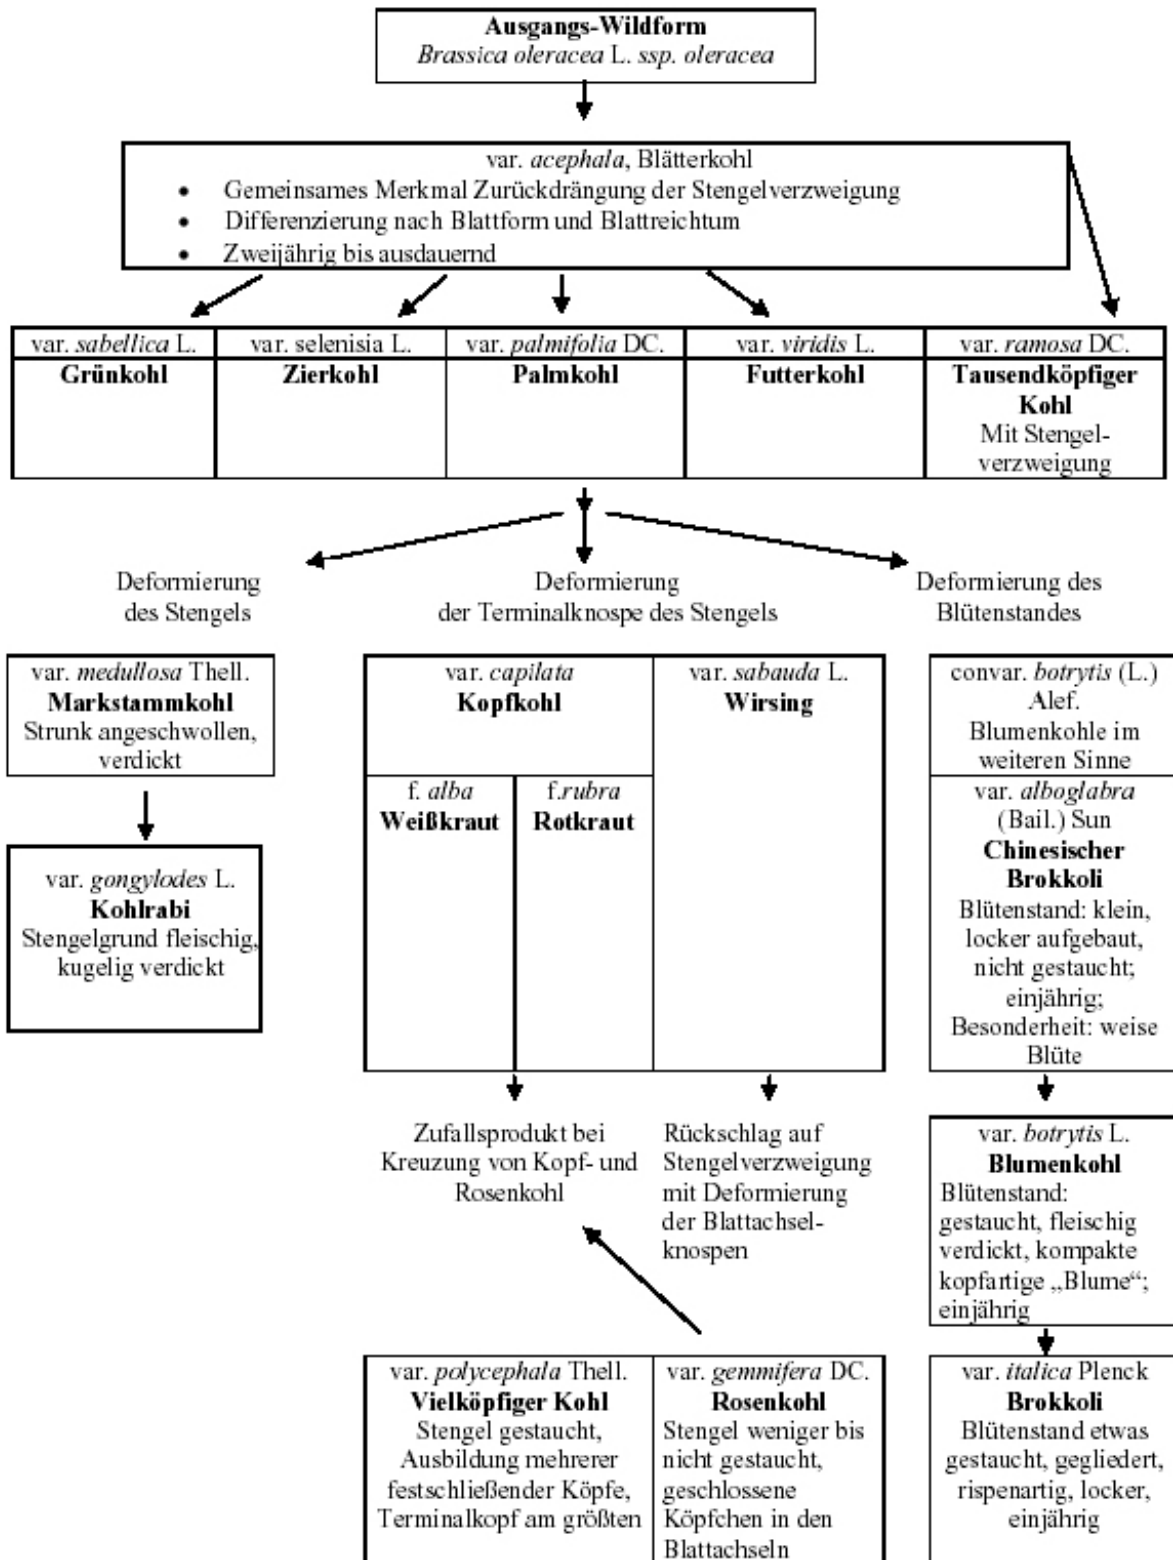 Ausgangs-Wildform
Brassica oleracea L. ssp. oleracea
var. acephala, Blätterkohl
• Gemeinsames Merkmal Zurückdrängung der Stengelverzweigung
• Differenzierung nach Blattform und Blattreichtum
• Zweijährig bis ausdauernd
var. sabellica L.
Grünkohl
var. selenisia L.
Zierkohl
var. palmifolia DC.
Palmkohl
var. viridis L.
Futterkohl
var. ramosa DC.
Tausendköpfiger
Kohl
Mit Stengel-
verzweigung
Deformierung
des Stengels
Deformierung
der Terminalknospe des Stengels
Deformierung des
Blütenstandes
var. medullosa Thell.
Markstammkohl
Strunk angeschwollen,
verdickt
var. gongylodes L.
Kohlrabi
Stengelgrund fleischig,
kugelig verdickt
var. capilata
Kopfkohl
f. alba
Weißkraut
f.rubra
Rotkraut
var. sabauda L.
Wirsing
convar. botrytis (L.)
Alef.
Blumenkohle im
weiteren Sinne
var. alboglabra
(Bail.) Sun
Chinesischer
Brokkoli
Blütenstand: klein,
locker aufgebaut,
nicht gestaucht;
einjährig;
Besonderheit: weise
Blüte
Zufallsprodukt bei
Kreuzung von Kopf- und
Rosenkohl
Rückschlag auf
Stengelverzweigung
mit Deformierung
der Blattachsel-
knospen
var. botrytis L.
Blumenkohl
Blütenstand:
gestaucht, fleischig
verdickt, kompakte
kopfartige „Blume“;
einjährig
var. polycephala Thell.
Vielköpfiger Kohl
Stengel gestaucht,
Ausbildung mehrerer
festschließender Köpfe,
Terminalkopf am größten
var. gemmifera DC.
Rosenkohl
Stengel weniger bis
nicht gestaucht,
geschlossene
Köpfchen in den
Blattachseln
var. italica Plenck
Brokkoli
Blütenstand etwas
gestaucht, gegliedert,
rispenartig, locker,
einjährig